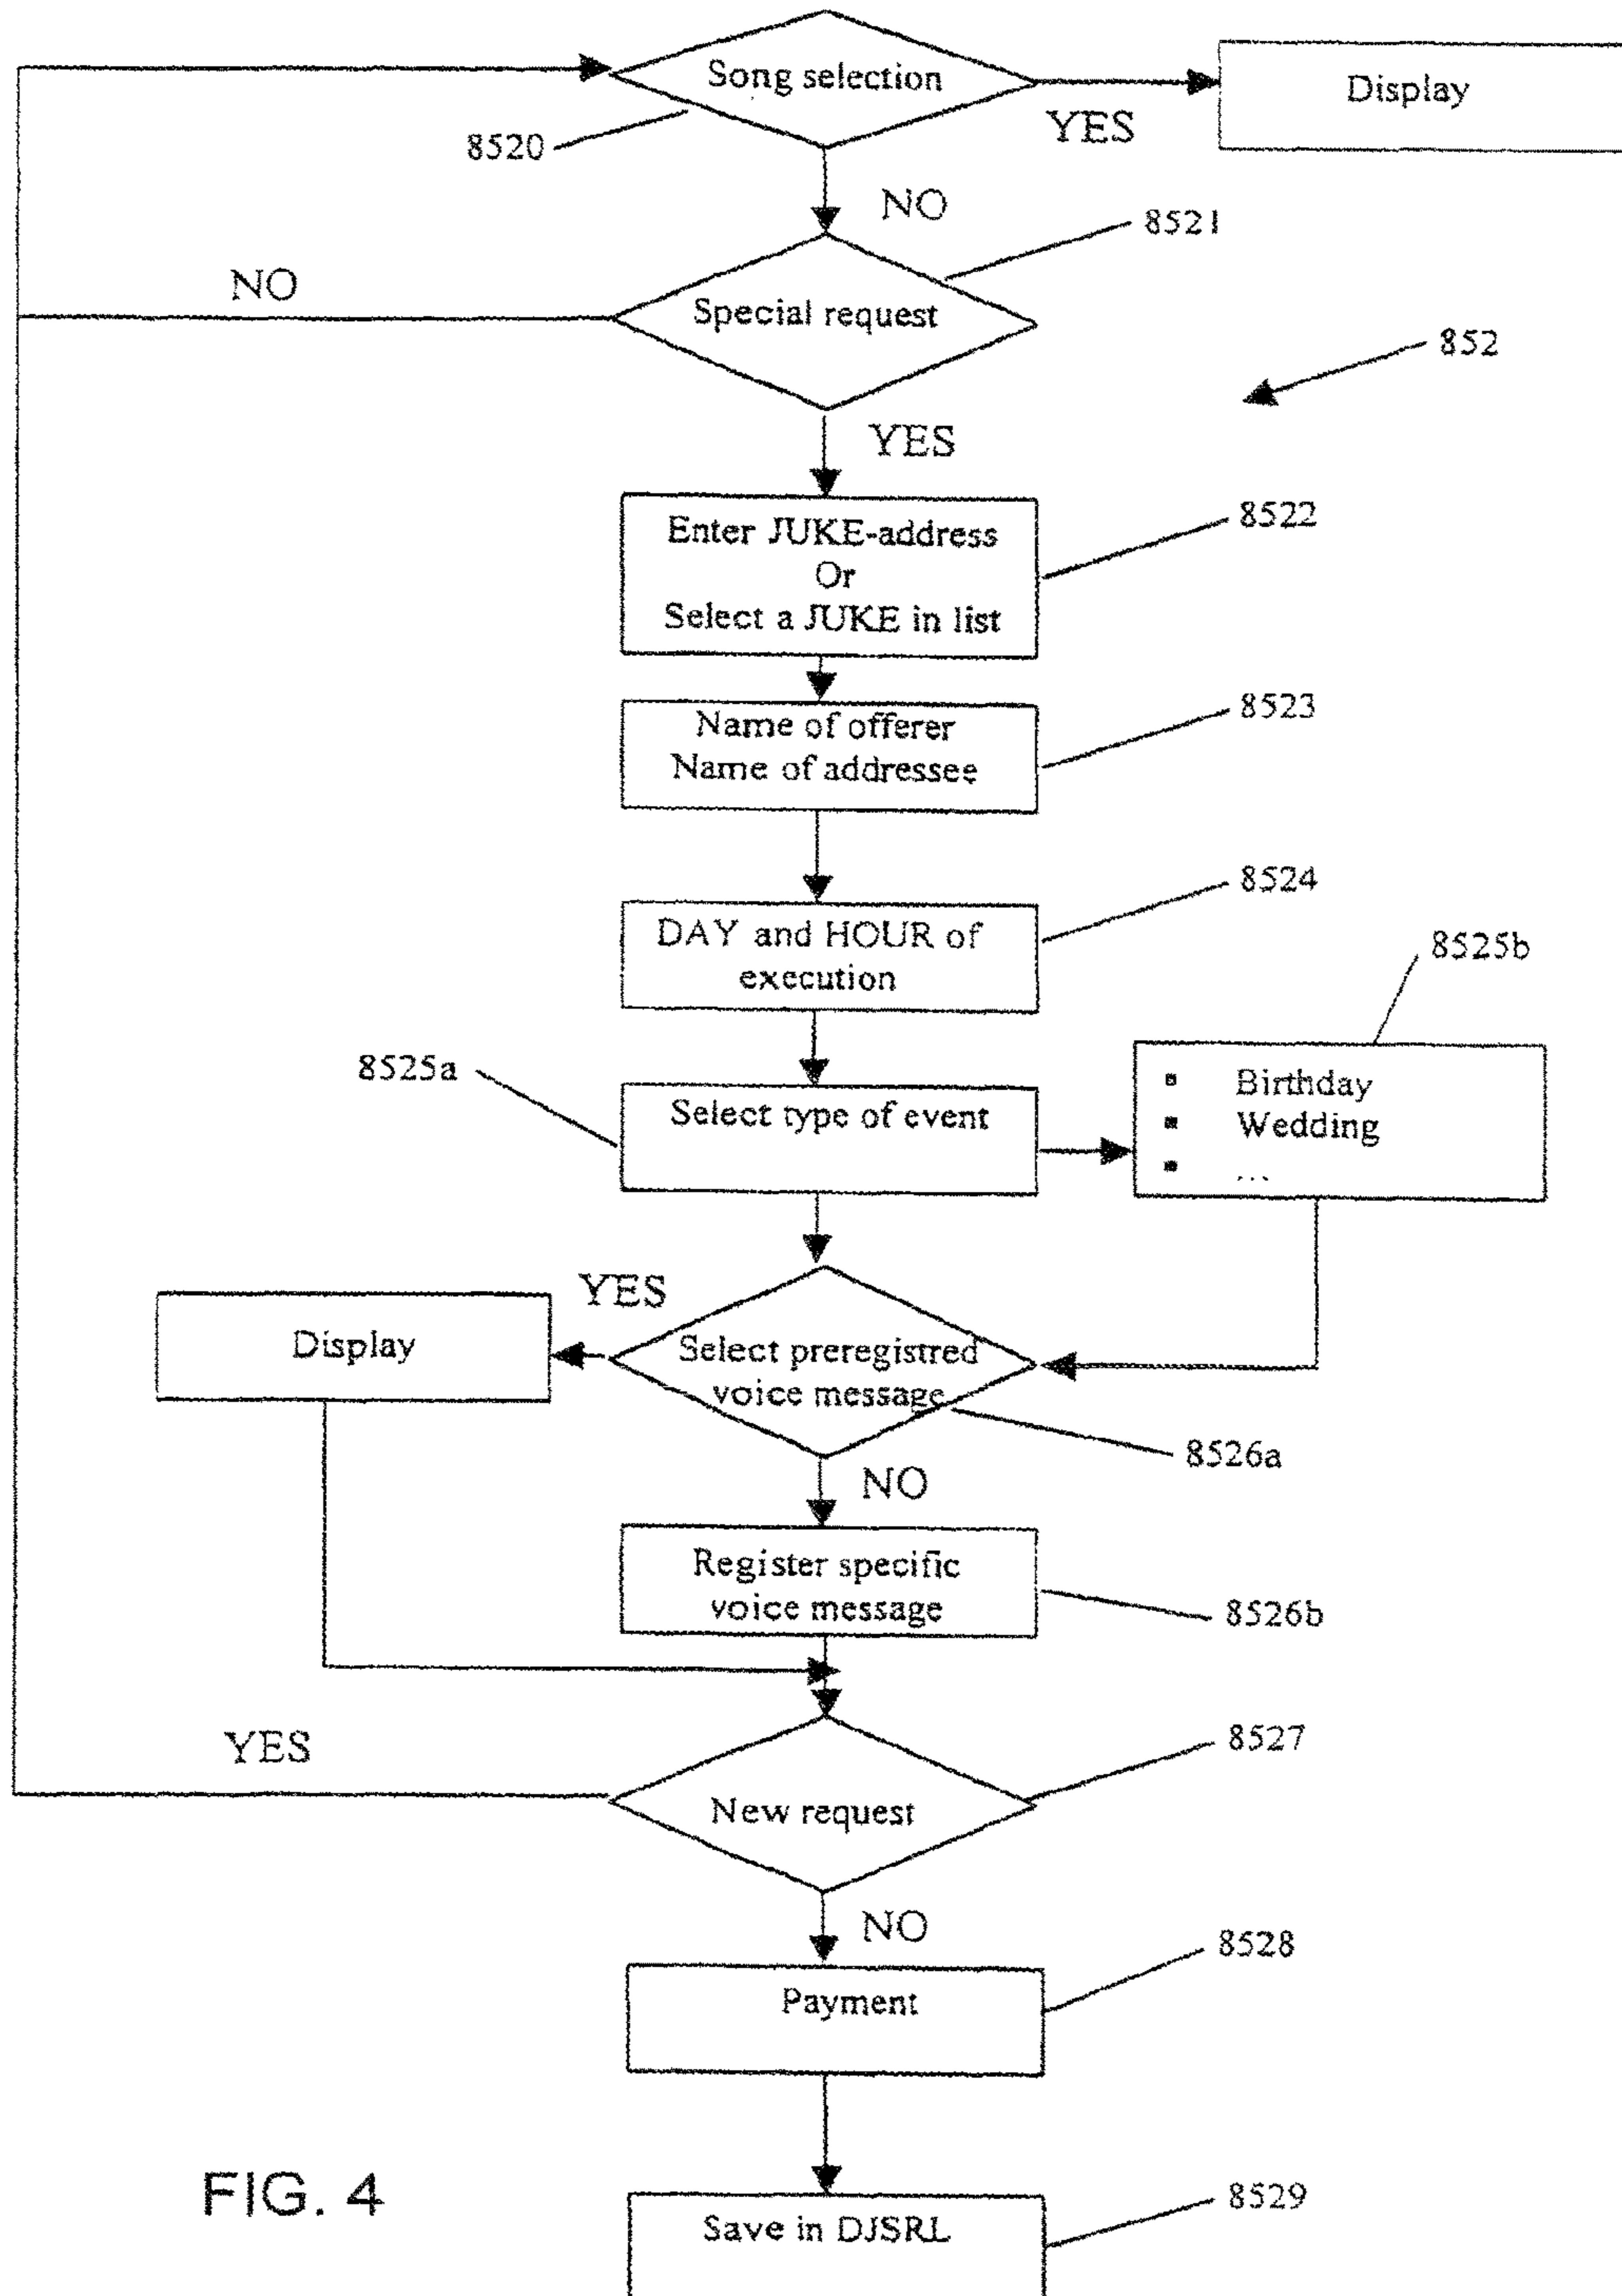 Song selection
Display
8520
YES
NO
8521
NO
Special request
852
YES
Enter JUKE-address
Or
Select a JUKE in list
8522
Name of offerer
Name of addressee
8523
DAY and HOUR of
execution
8524
8525b
8525a
Select type of event
Birthday
Wedding
...
YES
Display
Select preregistred
voice message
8526a
NO
Register specific
voice message
8526b
YES
8527
New request
NO
8528
Payment
FIG. 4
8529
Save in DJSRL